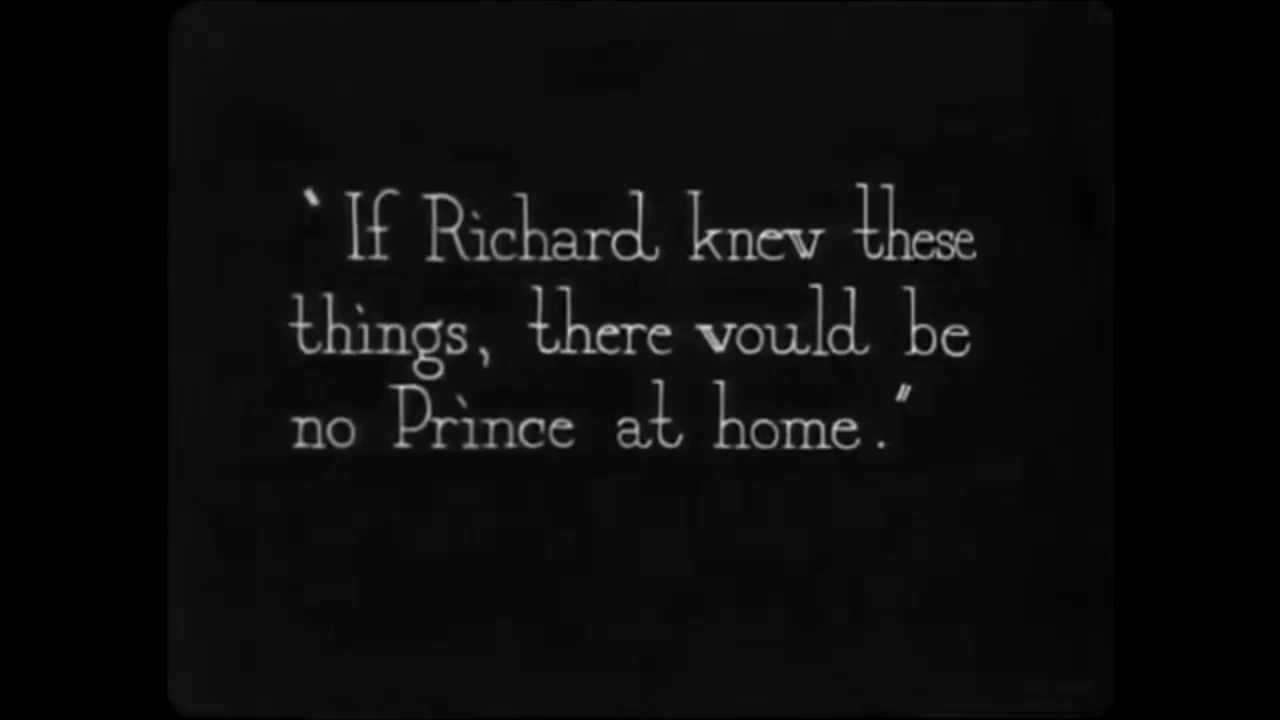 "If Richard knew these
things, there would be
no Prince at home."